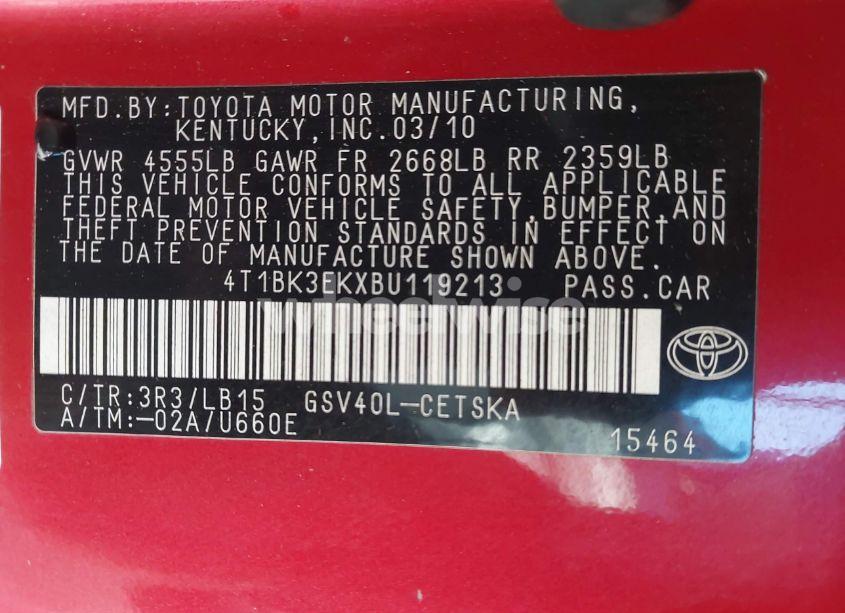 MFD.BY:TOYOTA MOTOR MANUFACTURING,
KENTUCKY,INC.03/10
GVWR 4555LB GAWR FR 2668LB RR 2359LB
THIS VEHICLE CONFORMS TO ALL APPLICABLE
FEDERAL MOTOR VEHICLE SAFETY,BUMPER,AND
THEFT PREVENTION STANDARDS IN EFFECT ON
THE DATE OF MANUFACTURE SHOWN ABOVE.
4T1BK3EKXBU119213 PASS.CAR
wheelwise
C/TR:3R3/LB15 GSV40L-CETSKA
A/TM:-02A/U660E
15464